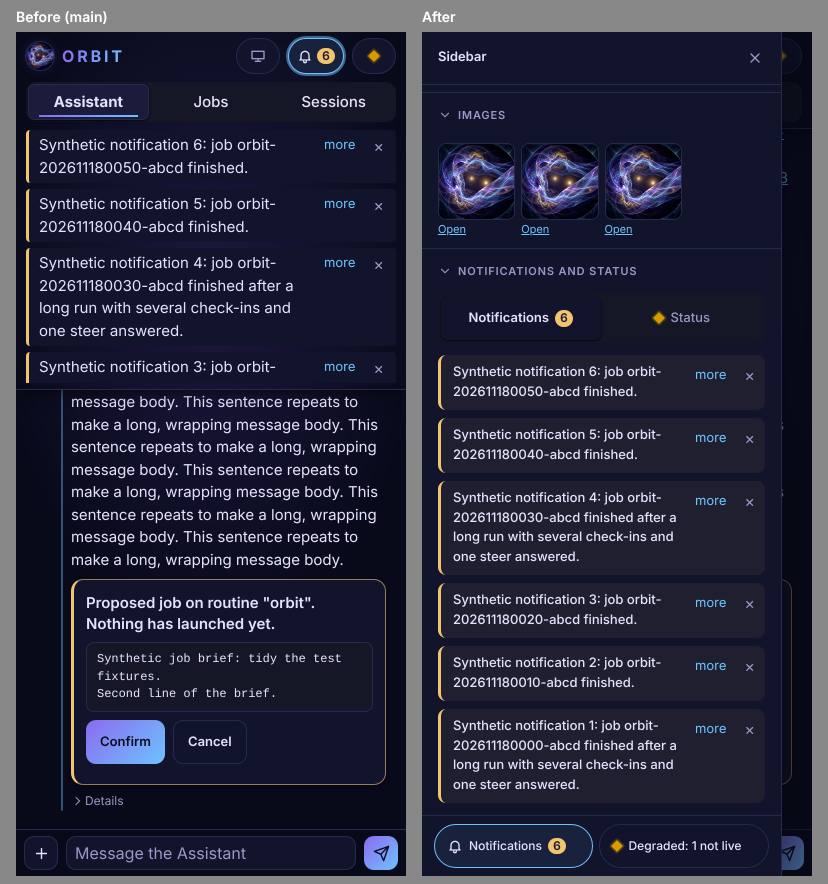 Before (main)
ORBIT
6
Assistant
Jobs
Sessions
Synthetic notification 6: job orbit-
202611180050-abcd finished.
more
×
Synthetic notification 5: job orbit-
202611180040-abcd finished.
more
×
Synthetic notification 4: job orbit-
202611180030-abcd finished after a
long run with several check-ins and
one steer answered.
more
×
Synthetic notification 3: job orbit-
more
×
message body. This sentence repeats to
make a long, wrapping message body. This
sentence repeats to make a long, wrapping
message body. This sentence repeats to
make a long, wrapping message body. This
sentence repeats to make a long, wrapping
message body. This sentence repeats to
make a long, wrapping message body.
Proposed job on routine "orbit".
Nothing has launched yet.
Synthetic job brief: tidy the test
fixtures.
Second line of the brief.
Confirm
Cancel
Details
+
Message the Assistant
After
Sidebar
×
IMAGES
Open
Open
Open
NOTIFICATIONS AND STATUS
Notifications 6
Status
Synthetic notification 6: job orbit-
202611180050-abcd finished.
more
×
Synthetic notification 5: job orbit-
202611180040-abcd finished.
more
×
Synthetic notification 4: job orbit-
202611180030-abcd finished after a
long run with several check-ins and
one steer answered.
more
×
Synthetic notification 3: job orbit-
202611180020-abcd finished.
more
×
Synthetic notification 2: job orbit-
202611180010-abcd finished.
more
×
Synthetic notification 1: job orbit-
202611180000-abcd finished after a
long run with several check-ins and
one steer answered.
more
×
Notifications 6
Degraded: 1 not live